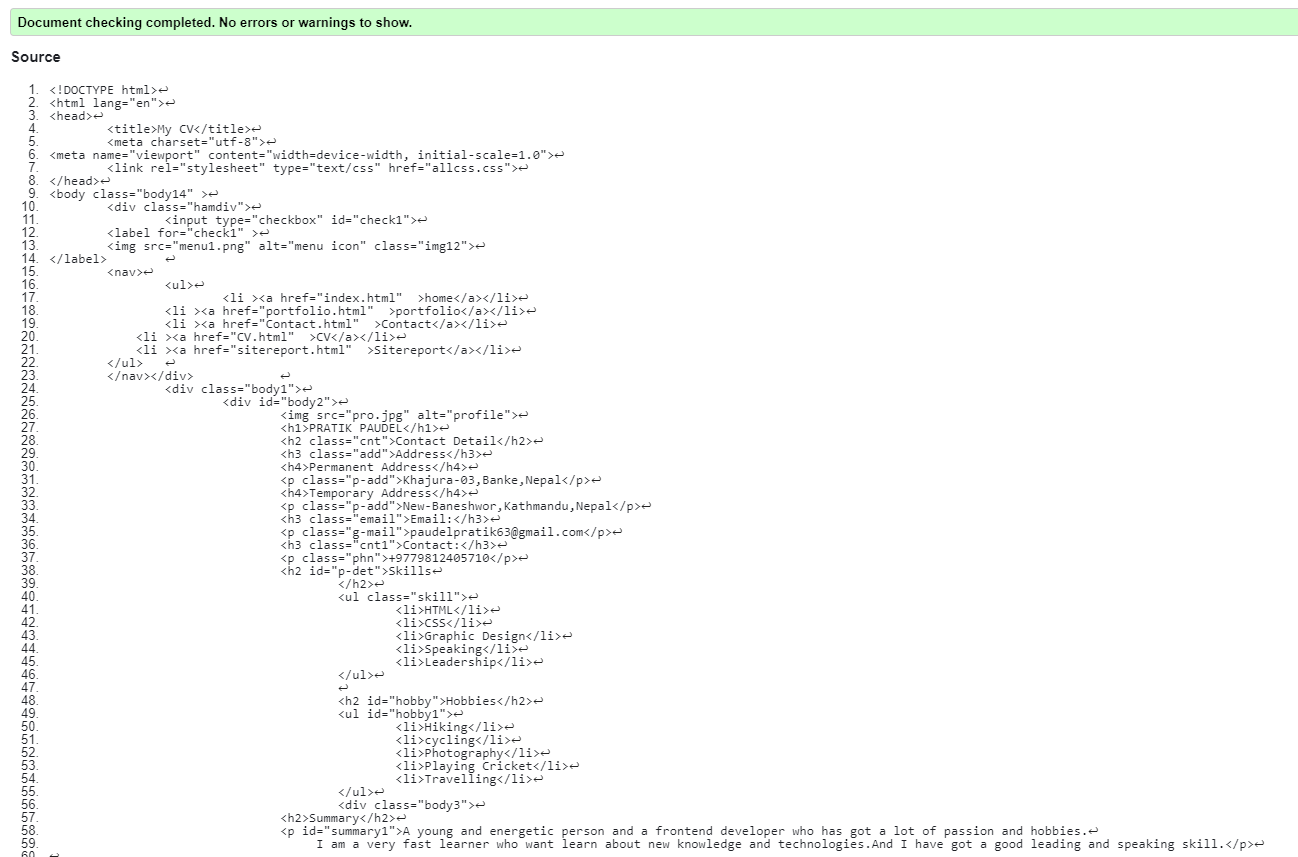 Document checking completed. No errors or warnings to show.
Source
1. <!DOCTYPE html>↩
2. <html lang="en">↩
3. <head>↩
4. <title>My CV</title>↩
5. <meta charset="utf-8">↩
6. <meta name="viewport" content="width=device-width, initial-scale=1.0">↩
7. <link rel="stylesheet" type="text/css" href="allcss.css">↩
8. </head>↩
9. <body class="body14" >↩
10. <div class="hamdiv">↩
11. <input type="checkbox" id="check1">↩
12. <label for="check1" >↩
13. <img src="menu1.png" alt="menu icon" class="img12">↩
14. </label> ↩
15. <nav>↩
16. <ul>↩
17. <li ><a href="index.html"  >home</a></li>↩
18. <li ><a href="portfolio.html"  >portfolio</a></li>↩
19. <li ><a href="Contact.html"  >Contact</a></li>↩
20. <li ><a href="CV.html"  >CV</a></li>↩
21. <li ><a href="sitereport.html"  >Sitereport</a></li>↩
22. </ul> ↩
23. </nav></div> ↩
24. <div class="body1">↩
25. <div id="body2">↩
26. <img src="pro.jpg" alt="profile">↩
27. <h1>PRATIK PAUDEL</h1>↩
28. <h2 class="cnt">Contact Detail</h2>↩
29. <h3 class="add">Address</h3>↩
30. <h4>Permanent Address</h4>↩
31. <p class="p-add">Khajura-03,Banke,Nepal</p>↩
32. <h4>Temporary Address</h4>↩
33. <p class="p-add">New-Baneshwor,Kathmandu,Nepal</p>↩
34. <h3 class="email">Email:</h3>↩
35. <p class="g-mail">paudelpratik63@gmail.com</p>↩
36. <h3 class="cnt1">Contact:</h3>↩
37. <p class="phn">+9779812405710</p>↩
38. <h2 id="p-det">Skills↩
39. </h2>↩
40. <ul class="skill">↩
41. <li>HTML</li>↩
42. <li>CSS</li>↩
43. <li>Graphic Design</li>↩
44. <li>Speaking</li>↩
45. <li>Leadership</li>↩
46. </ul>↩
47. ↩
48. <h2 id="hobby">Hobbies</h2>↩
49. <ul id="hobby1">↩
50. <li>Hiking</li>↩
51. <li>cycling</li>↩
52. <li>Photography</li>↩
53. <li>Playing Cricket</li>↩
54. <li>Travelling</li>↩
55. </ul>↩
56. <div class="body3">↩
57. <h2>Summary</h2>↩
58. <p id="summary1">A young and energetic person and a frontend developer who has got a lot of passion and hobbies.↩
59. I am a very fast learner who want learn about new knowledge and technologies.And I have got a good leading and speaking skill.</p>↩
60. ↩